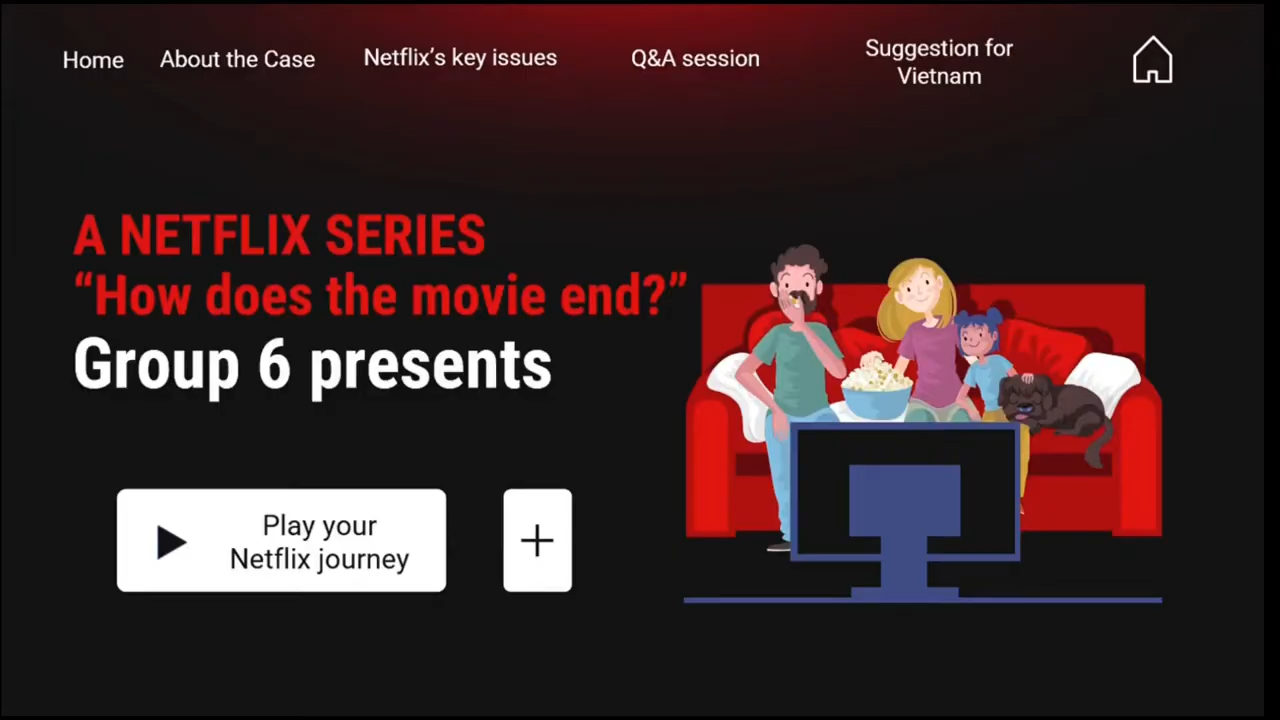 Home
About the Case
Netflix’s key issues
Q&A session
Suggestion for
Vietnam
A NETFLIX SERIES
“How does the movie end?”
Group 6 presents
Play your
Netflix journey
+